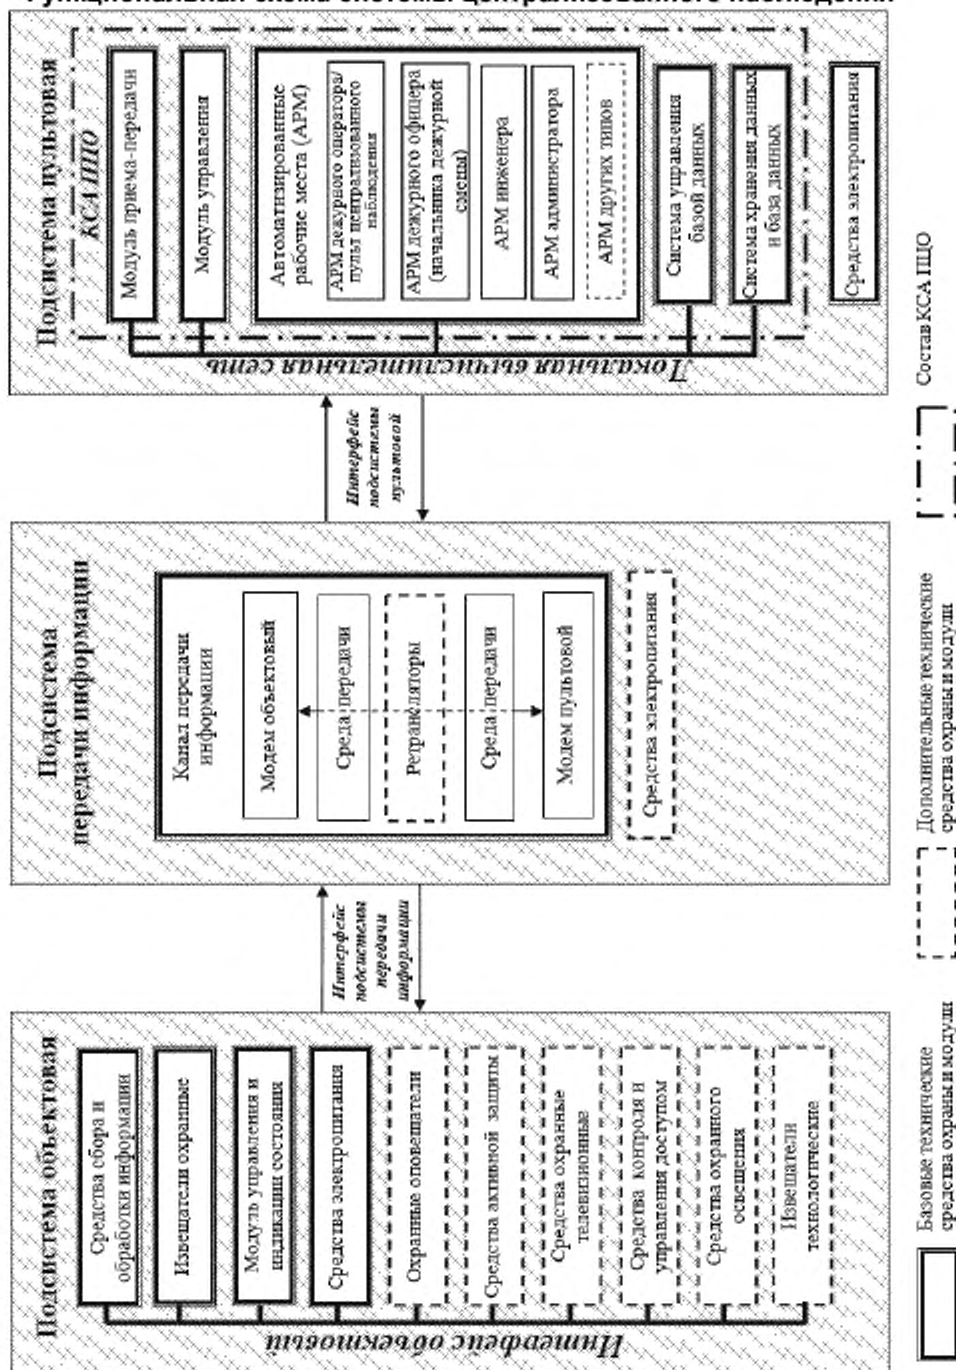 Функциональная схема системы централизованного наблюдения
Подсистема объектовая
Средства сбора и
обработки информации
Извещатели охранные
Модуль управления и
индикации состояния
Средства электропитания
Охранные оповещатели
Средства активной защиты
Средства охранные
телевизионные
Средства контроля и
управления доступом
Средства охранного
освещения
Извещатели
технологические
Интерфейс объектовый
Интерфейс
подсистемы
передачи
информации
Подсистема
передачи информации
Канал передачи
информации
Модем объектовый
Среда передачи
Ретрансляторы
Среда передачи
Модем пультовой
Средства электропитания
Интерфейс
подсистемы
пультовой
Подсистема пультовая
КСА ППО
Модуль приема-передачи
Модуль управления
Автоматизированные
рабочие места (АРМ)
АРМ дежурного оператора/
пульт централизованного
наблюдения
АРМ дежурного офицера
(начальника дежурной
смены)
АРМ инженера
АРМ администратора
АРМ других типов
Система управления
базой данных
Система хранения данных
и база данных
Средства электропитания
Локальная вычислительная сеть
Базовые технические
средства охраны и модули
Дополнительные технические
средства охраны и модули
Состав КСА ПЦО